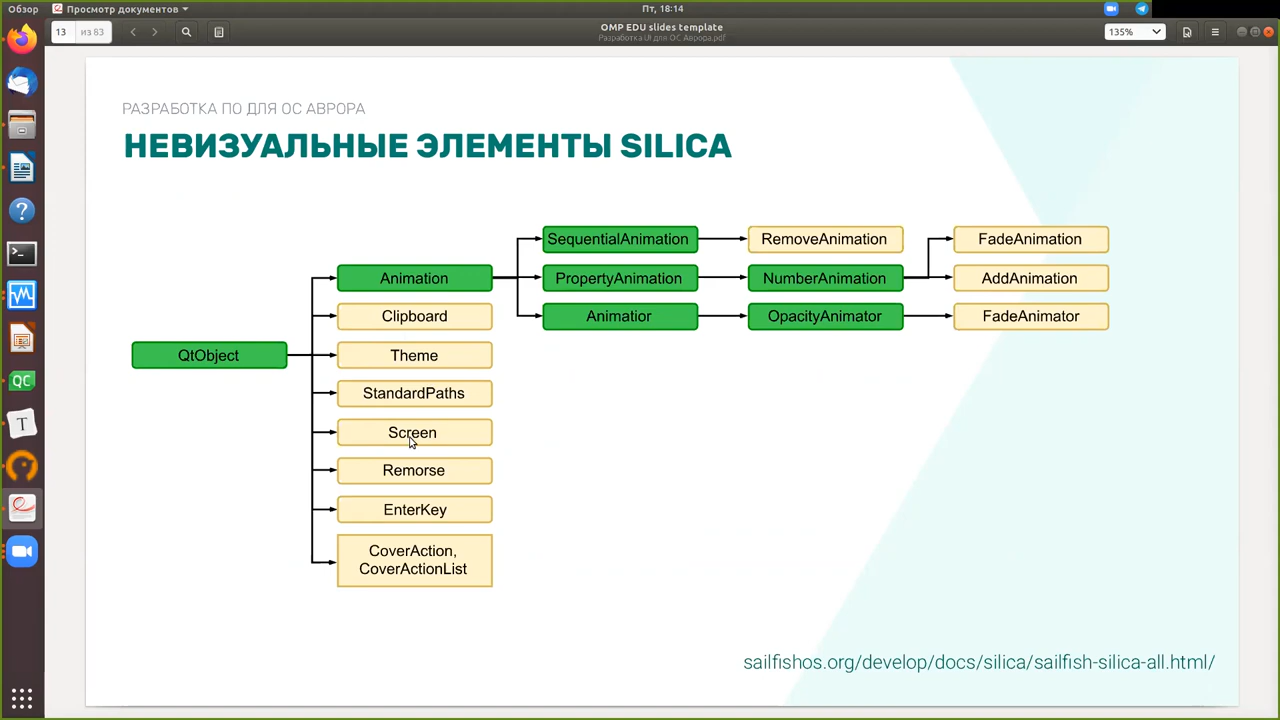 Обзор
Просмотр документов
Пт, 18:14
13
из 83
OMP EDU slides template
Разработка UI для ОС Аврора.pdf
135%
РАЗРАБОТКА ПО ДЛЯ ОС АВРОРА
НЕВИЗУАЛЬНЫЕ ЭЛЕМЕНТЫ SILICA
SequentialAnimation
RemoveAnimation
FadeAnimation
Animation
PropertyAnimation
NumberAnimation
AddAnimation
Clipboard
Animatior
OpacityAnimator
FadeAnimator
QtObject
Theme
StandardPaths
Screen
Remorse
EnterKey
CoverAction,
CoverActionList
sailfishos.org/develop/docs/silica/sailfish-silica-all.html/
QC
T